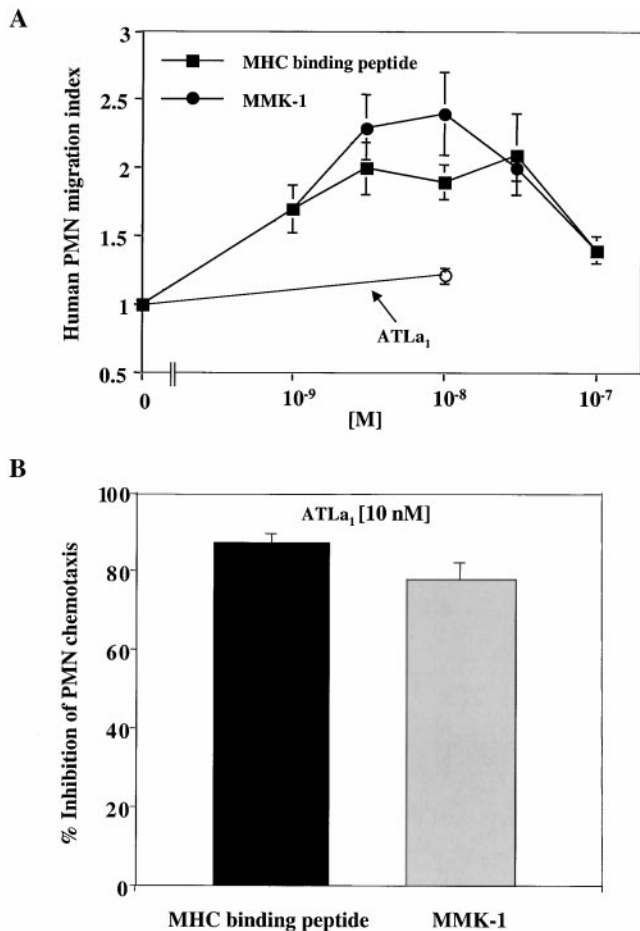 A
Human PMN migration index
3
2.5
2
1.5
1
0.5
MHC binding peptide
MMK-1
ATLa₁
0 10⁻⁹ 10⁻⁸ 10⁻⁷
[M]
B
% Inhibition of PMN chemotaxis
100
80
60
40
20
0
ATLa₁ [10 nM]
MHC binding peptide MMK-1